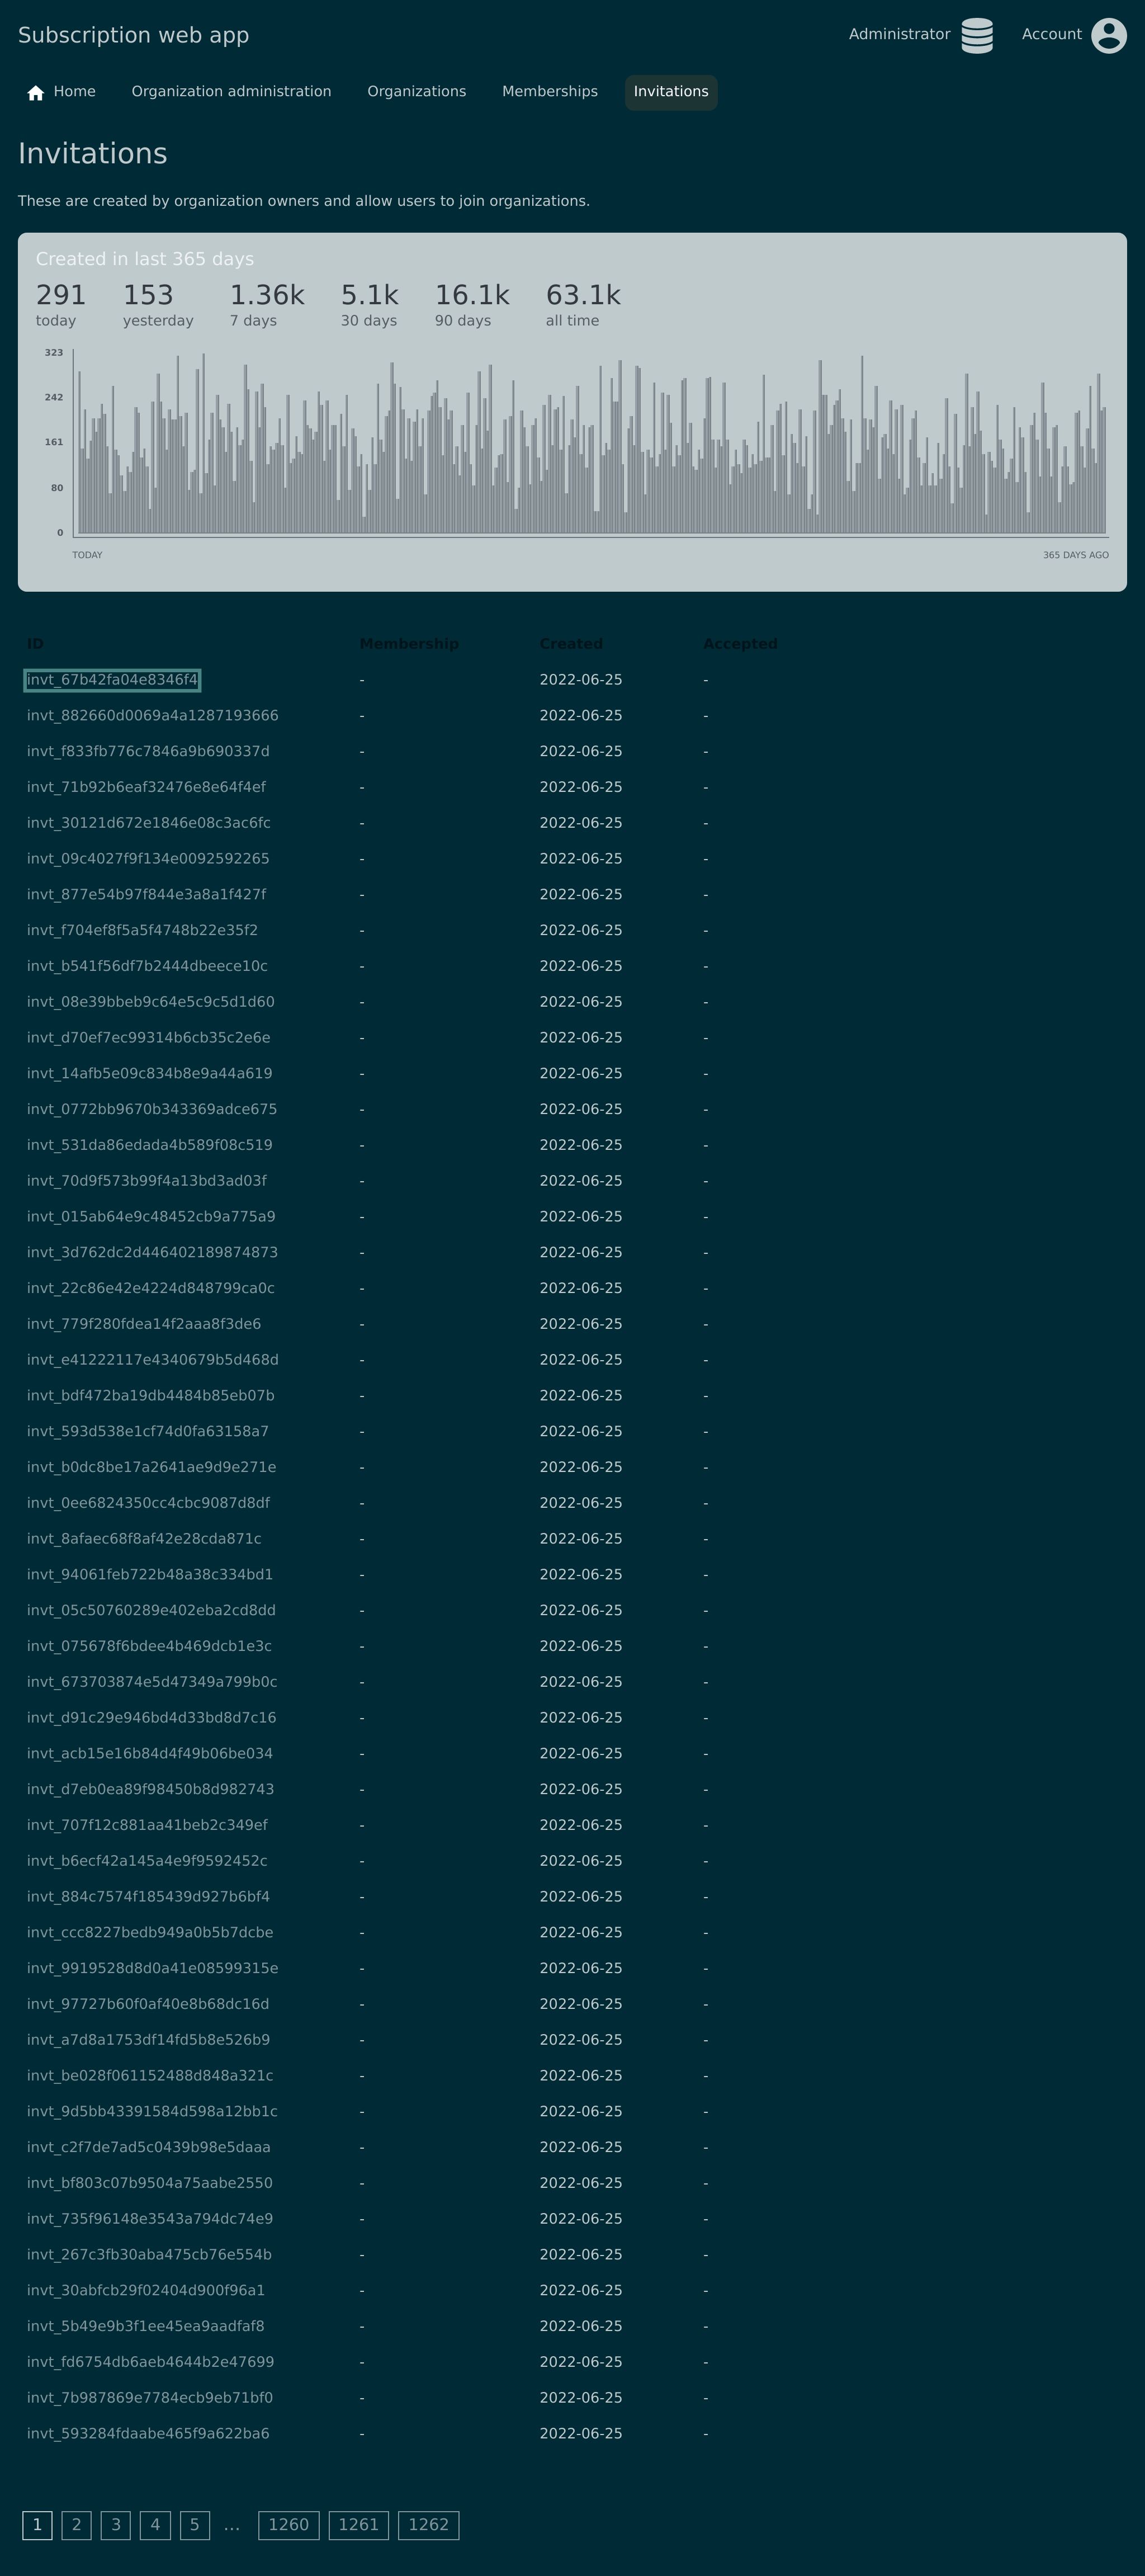 Subscription web app
Administrator
Account
Home
Organization administration
Organizations
Memberships
Invitations
Invitations
These are created by organization owners and allow users to join organizations.
Created in last 365 days
291 153 1.36k 5.1k 16.1k 63.1k
today yesterday 7 days 30 days 90 days all time
323
242
161
80
0
TODAY 365 DAYS AGO
ID Membership Created Accepted
invt_67b42fa04e8346f4 - 2022-06-25 -
invt_882660d0069a4a1287193666 - 2022-06-25 -
invt_f833fb776c7846a9b690337d - 2022-06-25 -
invt_71b92b6eaf32476e8e64f4ef - 2022-06-25 -
invt_30121d672e1846e08c3ac6fc - 2022-06-25 -
invt_09c4027f9f134e0092592265 - 2022-06-25 -
invt_877e54b97f844e3a8a1f427f - 2022-06-25 -
invt_f704ef8f5a5f4748b22e35f2 - 2022-06-25 -
invt_b541f56df7b2444dbeece10c - 2022-06-25 -
invt_08e39bbeb9c64e5c9c5d1d60 - 2022-06-25 -
invt_d70ef7ec99314b6cb35c2e6e - 2022-06-25 -
invt_14afb5e09c834b8e9a44a619 - 2022-06-25 -
invt_0772bb9670b343369adce675 - 2022-06-25 -
invt_531da86edada4b589f08c519 - 2022-06-25 -
invt_70d9f573b99f4a13bd3ad03f - 2022-06-25 -
invt_015ab64e9c48452cb9a775a9 - 2022-06-25 -
invt_3d762dc2d446402189874873 - 2022-06-25 -
invt_22c86e42e4224d848799ca0c - 2022-06-25 -
invt_779f280fdea14f2aaa8f3de6 - 2022-06-25 -
invt_e41222117e4340679b5d468d - 2022-06-25 -
invt_bdf472ba19db4484b85eb07b - 2022-06-25 -
invt_593d538e1cf74d0fa63158a7 - 2022-06-25 -
invt_b0dc8be17a2641ae9d9e271e - 2022-06-25 -
invt_0ee6824350cc4cbc9087d8df - 2022-06-25 -
invt_8afaec68f8af42e28cda871c - 2022-06-25 -
invt_94061feb722b48a38c334bd1 - 2022-06-25 -
invt_05c50760289e402eba2cd8dd - 2022-06-25 -
invt_075678f6bdee4b469dcb1e3c - 2022-06-25 -
invt_673703874e5d47349a799b0c - 2022-06-25 -
invt_d91c29e946bd4d33bd8d7c16 - 2022-06-25 -
invt_acb15e16b84d4f49b06be034 - 2022-06-25 -
invt_d7eb0ea89f98450b8d982743 - 2022-06-25 -
invt_707f12c881aa41beb2c349ef - 2022-06-25 -
invt_b6ecf42a145a4e9f9592452c - 2022-06-25 -
invt_884c7574f185439d927b6bf4 - 2022-06-25 -
invt_ccc8227bedb949a0b5b7dcbe - 2022-06-25 -
invt_9919528d8d0a41e08599315e - 2022-06-25 -
invt_97727b60f0af40e8b68dc16d - 2022-06-25 -
invt_a7d8a1753df14fd5b8e526b9 - 2022-06-25 -
invt_be028f061152488d848a321c - 2022-06-25 -
invt_9d5bb43391584d598a12bb1c - 2022-06-25 -
invt_c2f7de7ad5c0439b98e5daaa - 2022-06-25 -
invt_bf803c07b9504a75aabe2550 - 2022-06-25 -
invt_735f96148e3543a794dc74e9 - 2022-06-25 -
invt_267c3fb30aba475cb76e554b - 2022-06-25 -
invt_30abfcb29f02404d900f96a1 - 2022-06-25 -
invt_5b49e9b3f1ee45ea9aadfaf8 - 2022-06-25 -
invt_fd6754db6aeb4644b2e47699 - 2022-06-25 -
invt_7b987869e7784ecb9eb71bf0 - 2022-06-25 -
invt_593284fdaabe465f9a622ba6 - 2022-06-25 -
1 2 3 4 5 … 1260 1261 1262